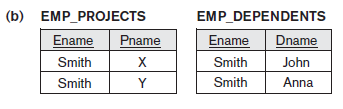 (b) EMP_PROJECTS EMP_DEPENDENTS
Ename Pname Ename Dname
Smith X Smith John
Smith Y Smith Anna